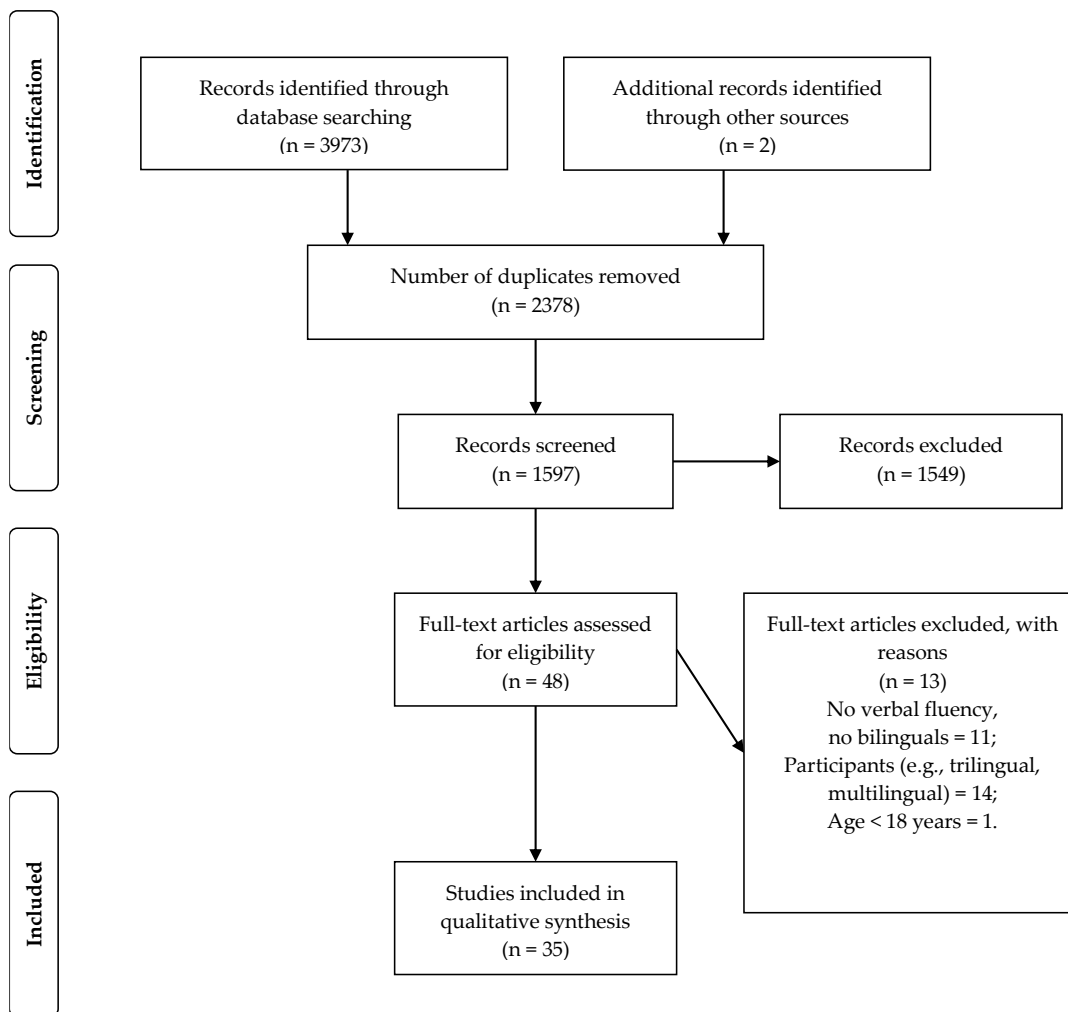 Identification
Records identified through
database searching
(n = 3973)
Additional records identified
through other sources
(n = 2)
Screening
Number of duplicates removed
(n = 2378)
Records screened
(n = 1597)
Records excluded
(n = 1549)
Eligibility
Full-text articles assessed
for eligibility
(n = 48)
Full-text articles excluded, with
reasons
(n = 13)
No verbal fluency,
no bilinguals = 11;
Participants (e.g., trilingual,
multilingual) = 14;
Age < 18 years = 1.
Included
Studies included in
qualitative synthesis
(n = 35)